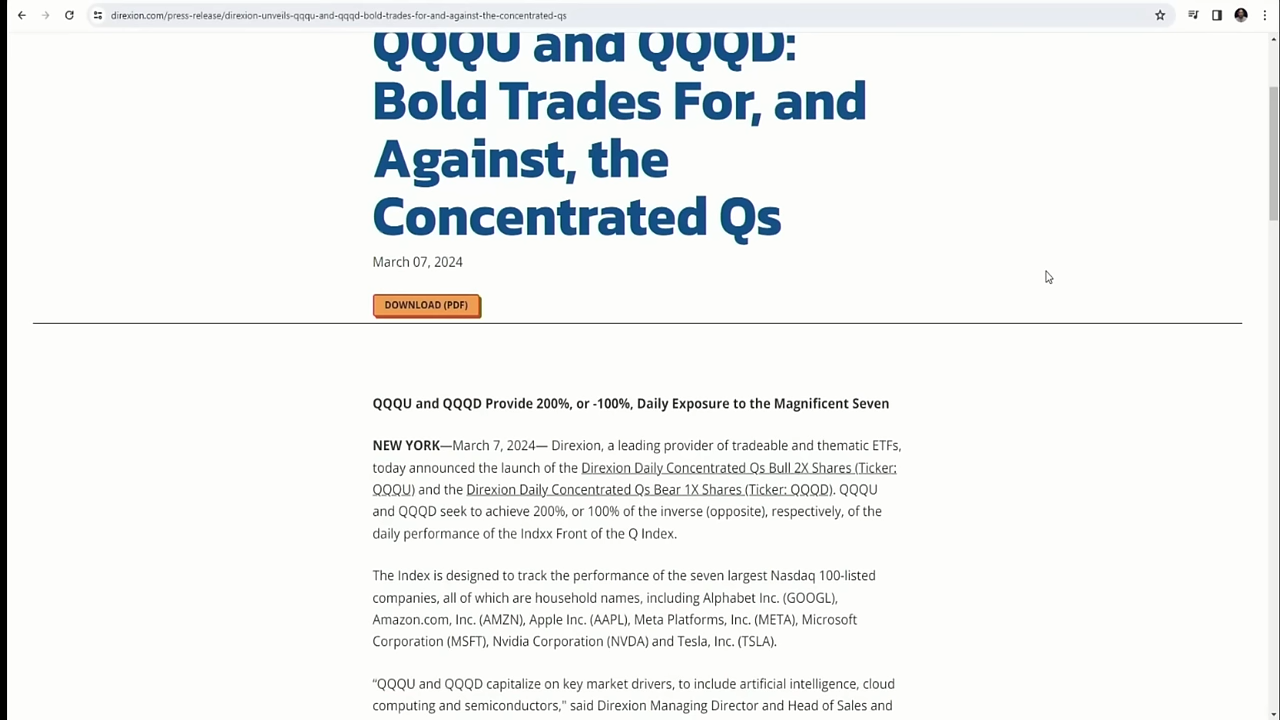 direxion.com/press-release/direxion-unveils-qqqu-and-qqqd-bold-trades-for-and-against-the-concentrated-qs
QQQU and QQQD:
Bold Trades For, and
Against, the
Concentrated Qs
March 07, 2024
DOWNLOAD (PDF)
QQQU and QQQD Provide 200%, or -100%, Daily Exposure to the Magnificent Seven
NEW YORK—March 7, 2024— Direxion, a leading provider of tradeable and thematic ETFs,
today announced the launch of the Direxion Daily Concentrated Qs Bull 2X Shares (Ticker:
QQQU) and the Direxion Daily Concentrated Qs Bear 1X Shares (Ticker: QQQD). QQQU
and QQQD seek to achieve 200%, or 100% of the inverse (opposite), respectively, of the
daily performance of the Indxx Front of the Q Index.
The Index is designed to track the performance of the seven largest Nasdaq 100-listed
companies, all of which are household names, including Alphabet Inc. (GOOGL),
Amazon.com, Inc. (AMZN), Apple Inc. (AAPL), Meta Platforms, Inc. (META), Microsoft
Corporation (MSFT), Nvidia Corporation (NVDA) and Tesla, Inc. (TSLA).
“QQQU and QQQD capitalize on key market drivers, to include artificial intelligence, cloud
computing and semiconductors,” said Direxion Managing Director and Head of Sales and